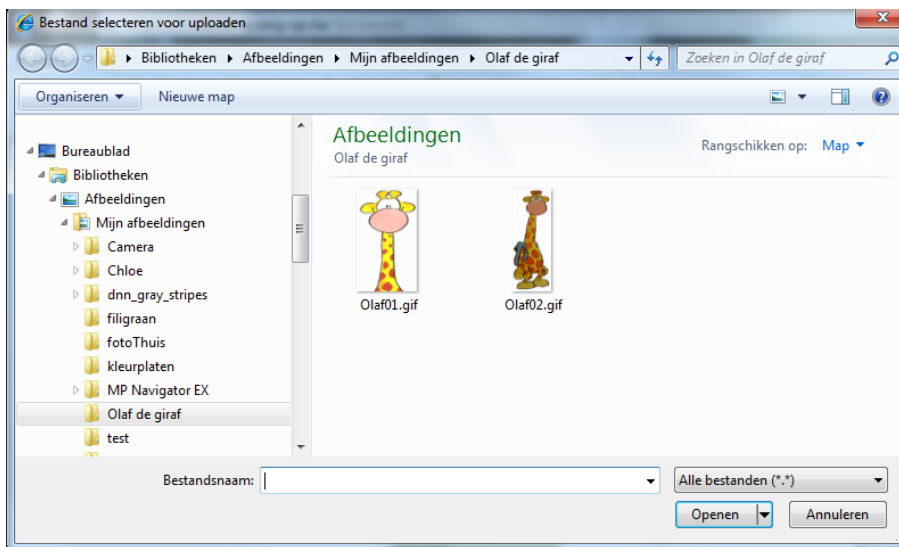 Bestand selecteren voor uploaden
Bibliotheken Afbeeldingen Mijn afbeeldingen Olaf de giraf Zoeken in Olaf de giraf
Organiseren Nieuwe map
Bureaublad
Bibliotheken
Afbeeldingen
Mijn afbeeldingen
Camera
Chloe
dnn_gray_stripes
filigraan
fotoThuis
kleurplaten
MP Navigator EX
Olaf de giraf
test
Afbeeldingen
Olaf de giraf
Rangschikken op: Map
Olaf01.gif Olaf02.gif
Bestandsnaam: Alle bestanden (*.*)
Openen Annuleren